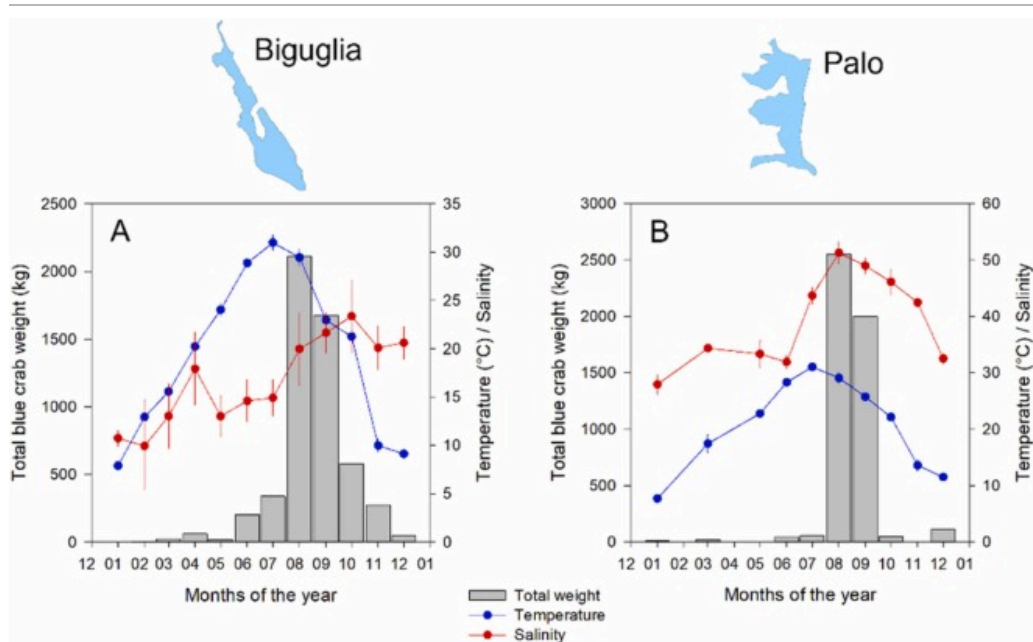 Biguglia
Palo
A
B
Total blue crab weight (kg)
2500
2000
1500
1000
500
0
35
30
25
20
15
10
5
0
Temperature (°C) / Salinity
12 01 02 03 04 05 06 07 08 09 10 11 12 01
Months of the year
Total blue crab weight (kg)
3000
2500
2000
1500
1000
500
0
60
50
40
30
20
10
0
Temperature (°C) / Salinity
12 01 02 03 04 05 06 07 08 09 10 11 12 01
Months of the year
Total weight
Temperature
Salinity